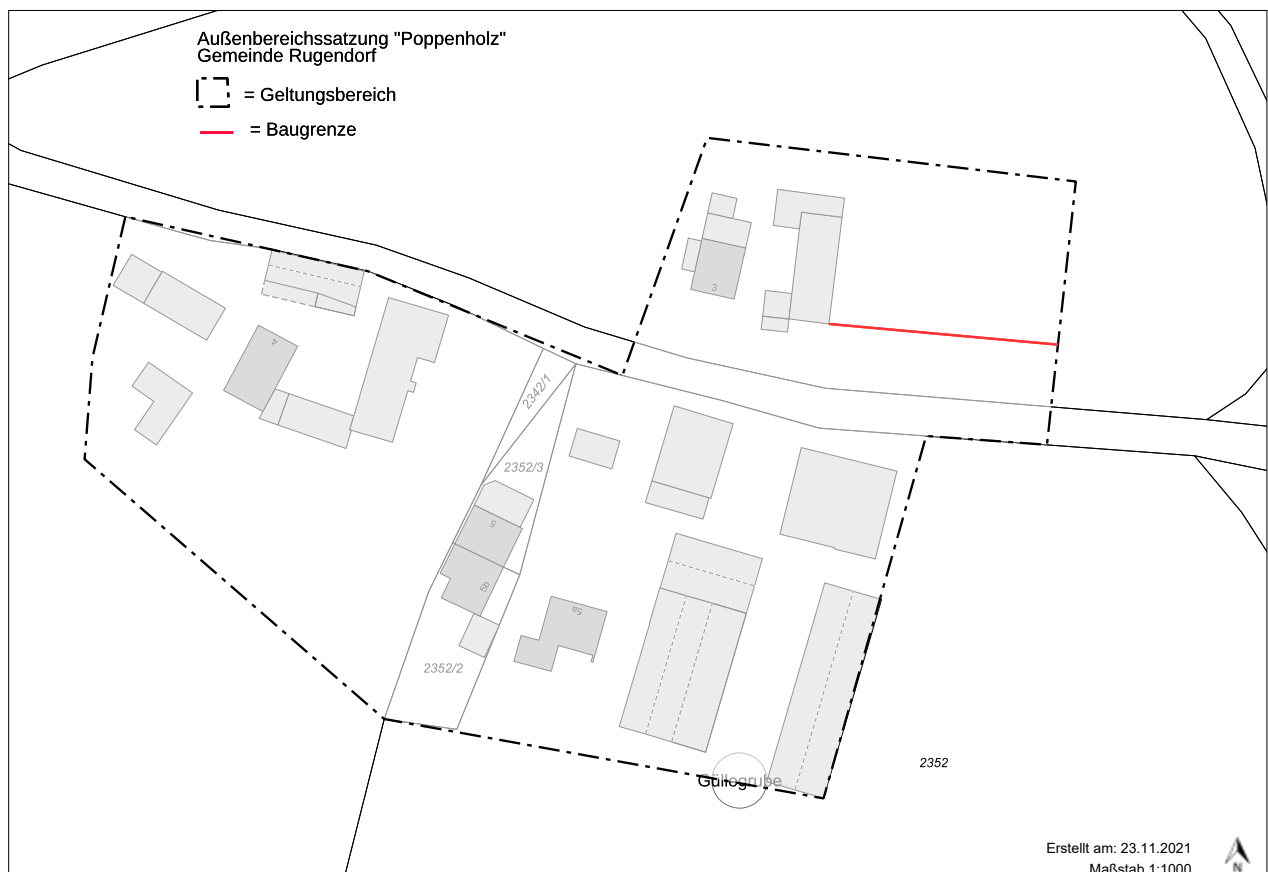 Außenbereichssatzung "Poppenholz"
Gemeinde Rugendorf
= Geltungsbereich
= Baugrenze
3
4
2342/1
2352/3
5
5b
5a
2352/2
Güllegrube
2352
Erstellt am: 23.11.2021
Maßstab 1:1000
N